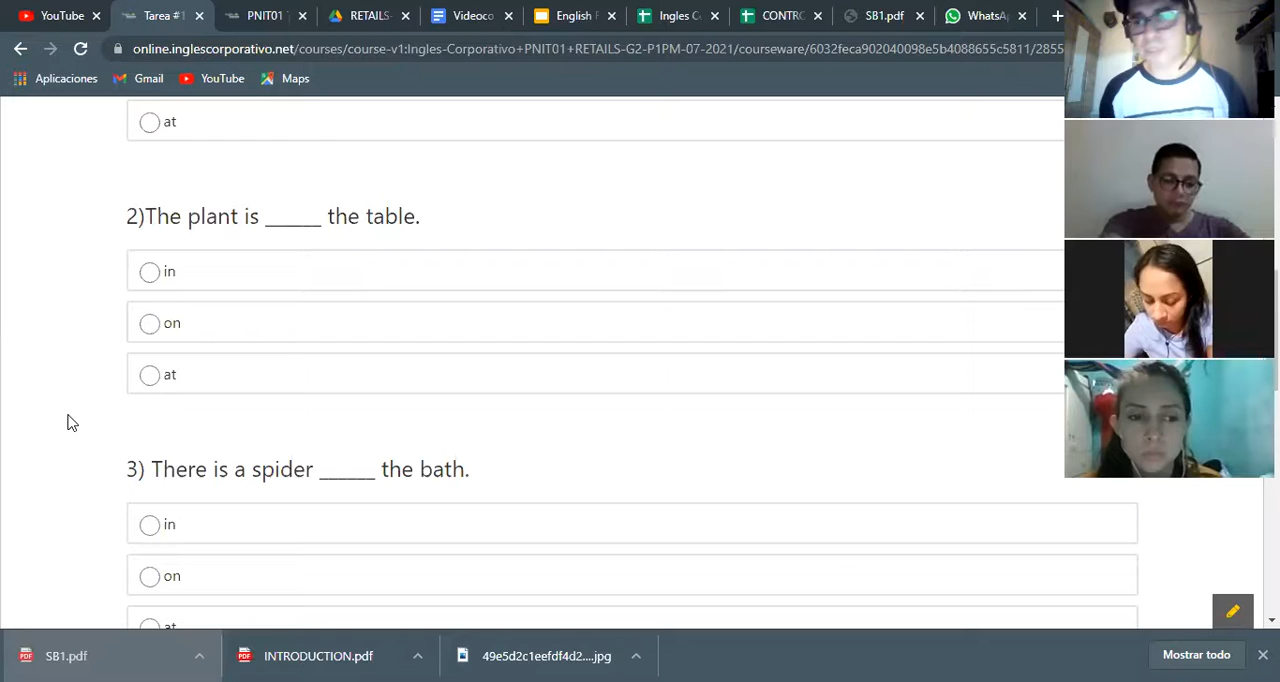 YouTube
Tarea #1
PNIT01
RETAILS-
Videoco
English F
Ingles Co
CONTRO
SB1.pdf
WhatsA
online.inglescorporativo.net/courses/course-v1:Ingles-Corporativo+PNIT01+RETAILS-G2-P1PM-07-2021/courseware/6032feca902040098e5b4088655c5811/2855
Aplicaciones
Gmail
YouTube
Maps
at
2)The plant is ______ the table.
in
on
at
3) There is a spider ______ the bath.
in
on
at
SB1.pdf
INTRODUCTION.pdf
49e5d2c1eefdf4d2....jpg
Mostrar todo